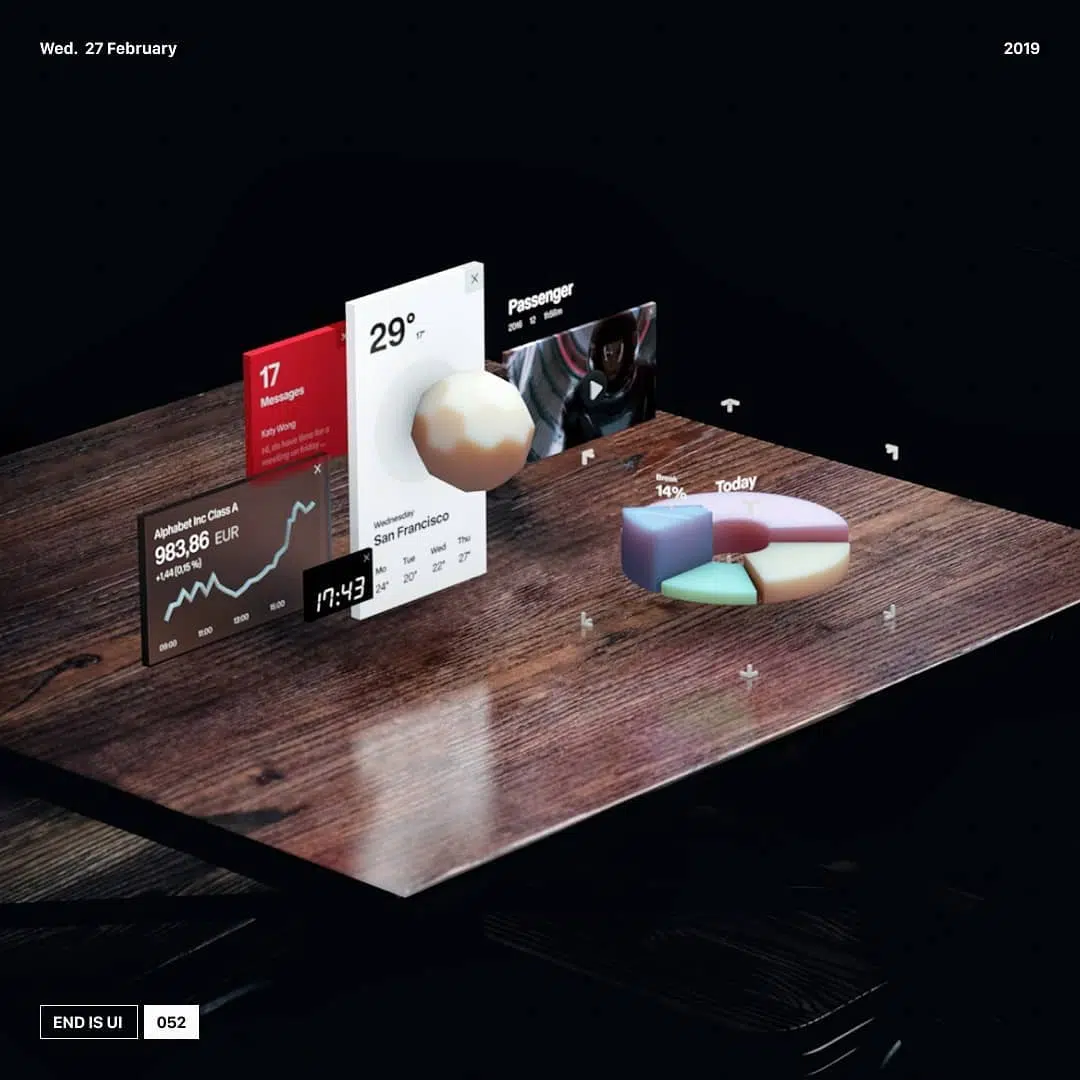 Wed. 27 February
2019
29°
17°
X
Passenger
2016 12 1h56m
17
Messages
Katy Wong
Hi, do have time for a
meeting on friday ...
X
Alphabet Inc Class A
983,86 EUR
+1,44 (0,15 %)
09:00 11:00 13:00 15:00
X
17:43
Wednesday
San Francisco
Mo Tue Wed Thu
24° 20° 22° 27°
Break
14%
Today
END IS UI 052